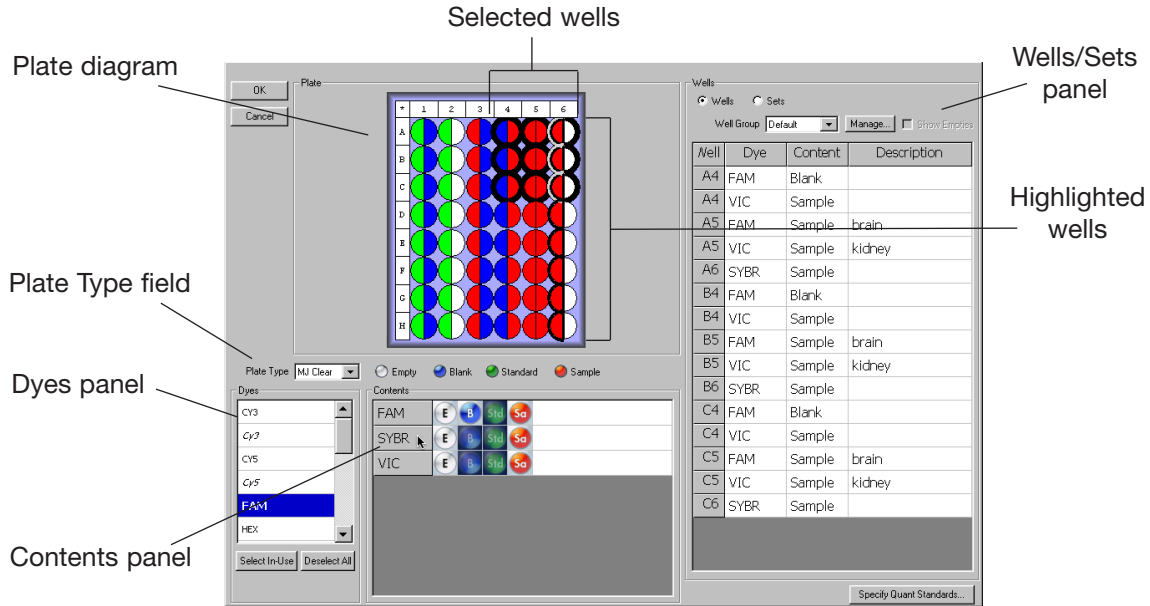 Selected wells
Plate diagram
Wells/Sets
panel
Highlighted
wells
Plate Type field
Dyes panel
Contents panel
OK
Cancel
Plate
* 1 2 3 4 5 6
A
B
C
D
E
F
G
H
Plate Type MJ Clear Empty Blank Standard Sample
Dyes
CY3
Cy3
CY5
Cy5
FAM
HEX
Select In-Use Deselect All
Contents
FAM E B Std Sa
SYBR E B Std Sa
VIC E B Std Sa
Wells
Wells Sets
Well Group Default Manage... Show Empties
Well Dye Content Description
A4 FAM Blank
A4 VIC Sample
A5 FAM Sample brain
A5 VIC Sample kidney
A6 SYBR Sample
B4 FAM Blank
B4 VIC Sample
B5 FAM Sample brain
B5 VIC Sample kidney
B6 SYBR Sample
C4 FAM Blank
C4 VIC Sample
C5 FAM Sample brain
C5 VIC Sample kidney
C6 SYBR Sample
Specify Quant Standards...